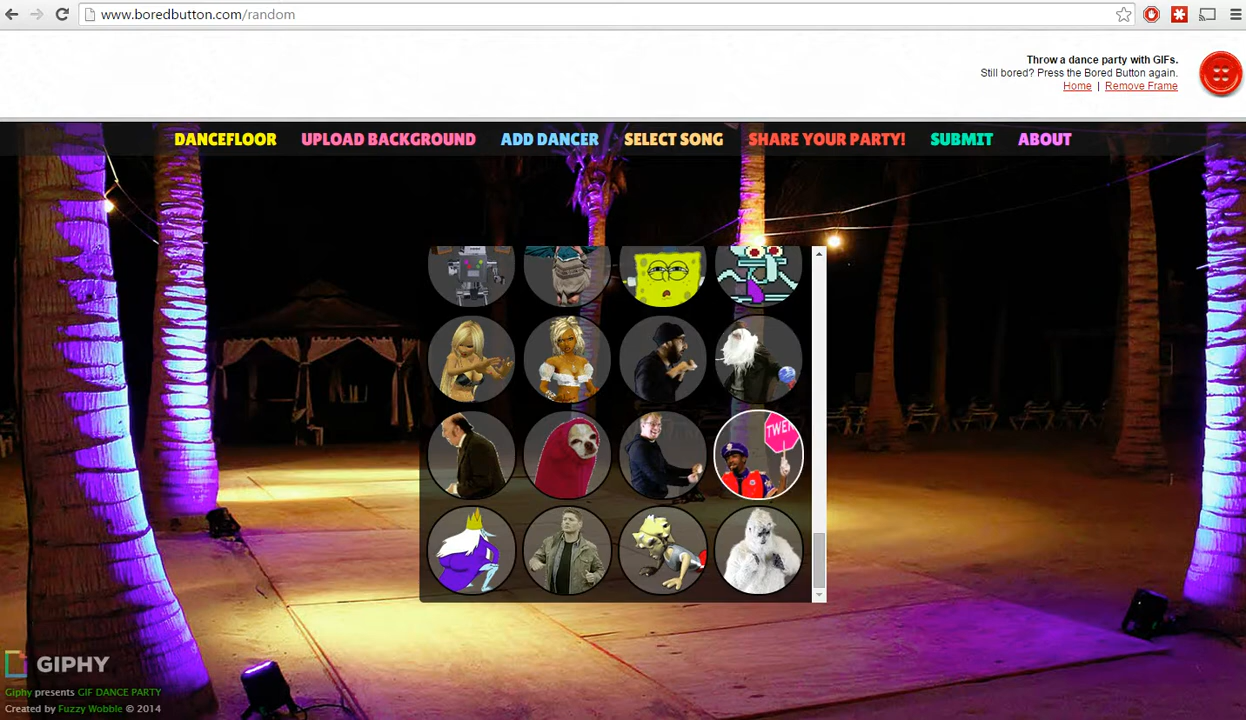 www.boredbutton.com/random
Throw a dance party with GIFs.
Still bored? Press the Bored Button again.
Home | Remove Frame
DANCEFLOOR UPLOAD BACKGROUND ADD DANCER SELECT SONG SHARE YOUR PARTY! SUBMIT ABOUT
TWER
GIPHY
Giphy presents GIF DANCE PARTY
Created by Fuzzy Wobble © 2014